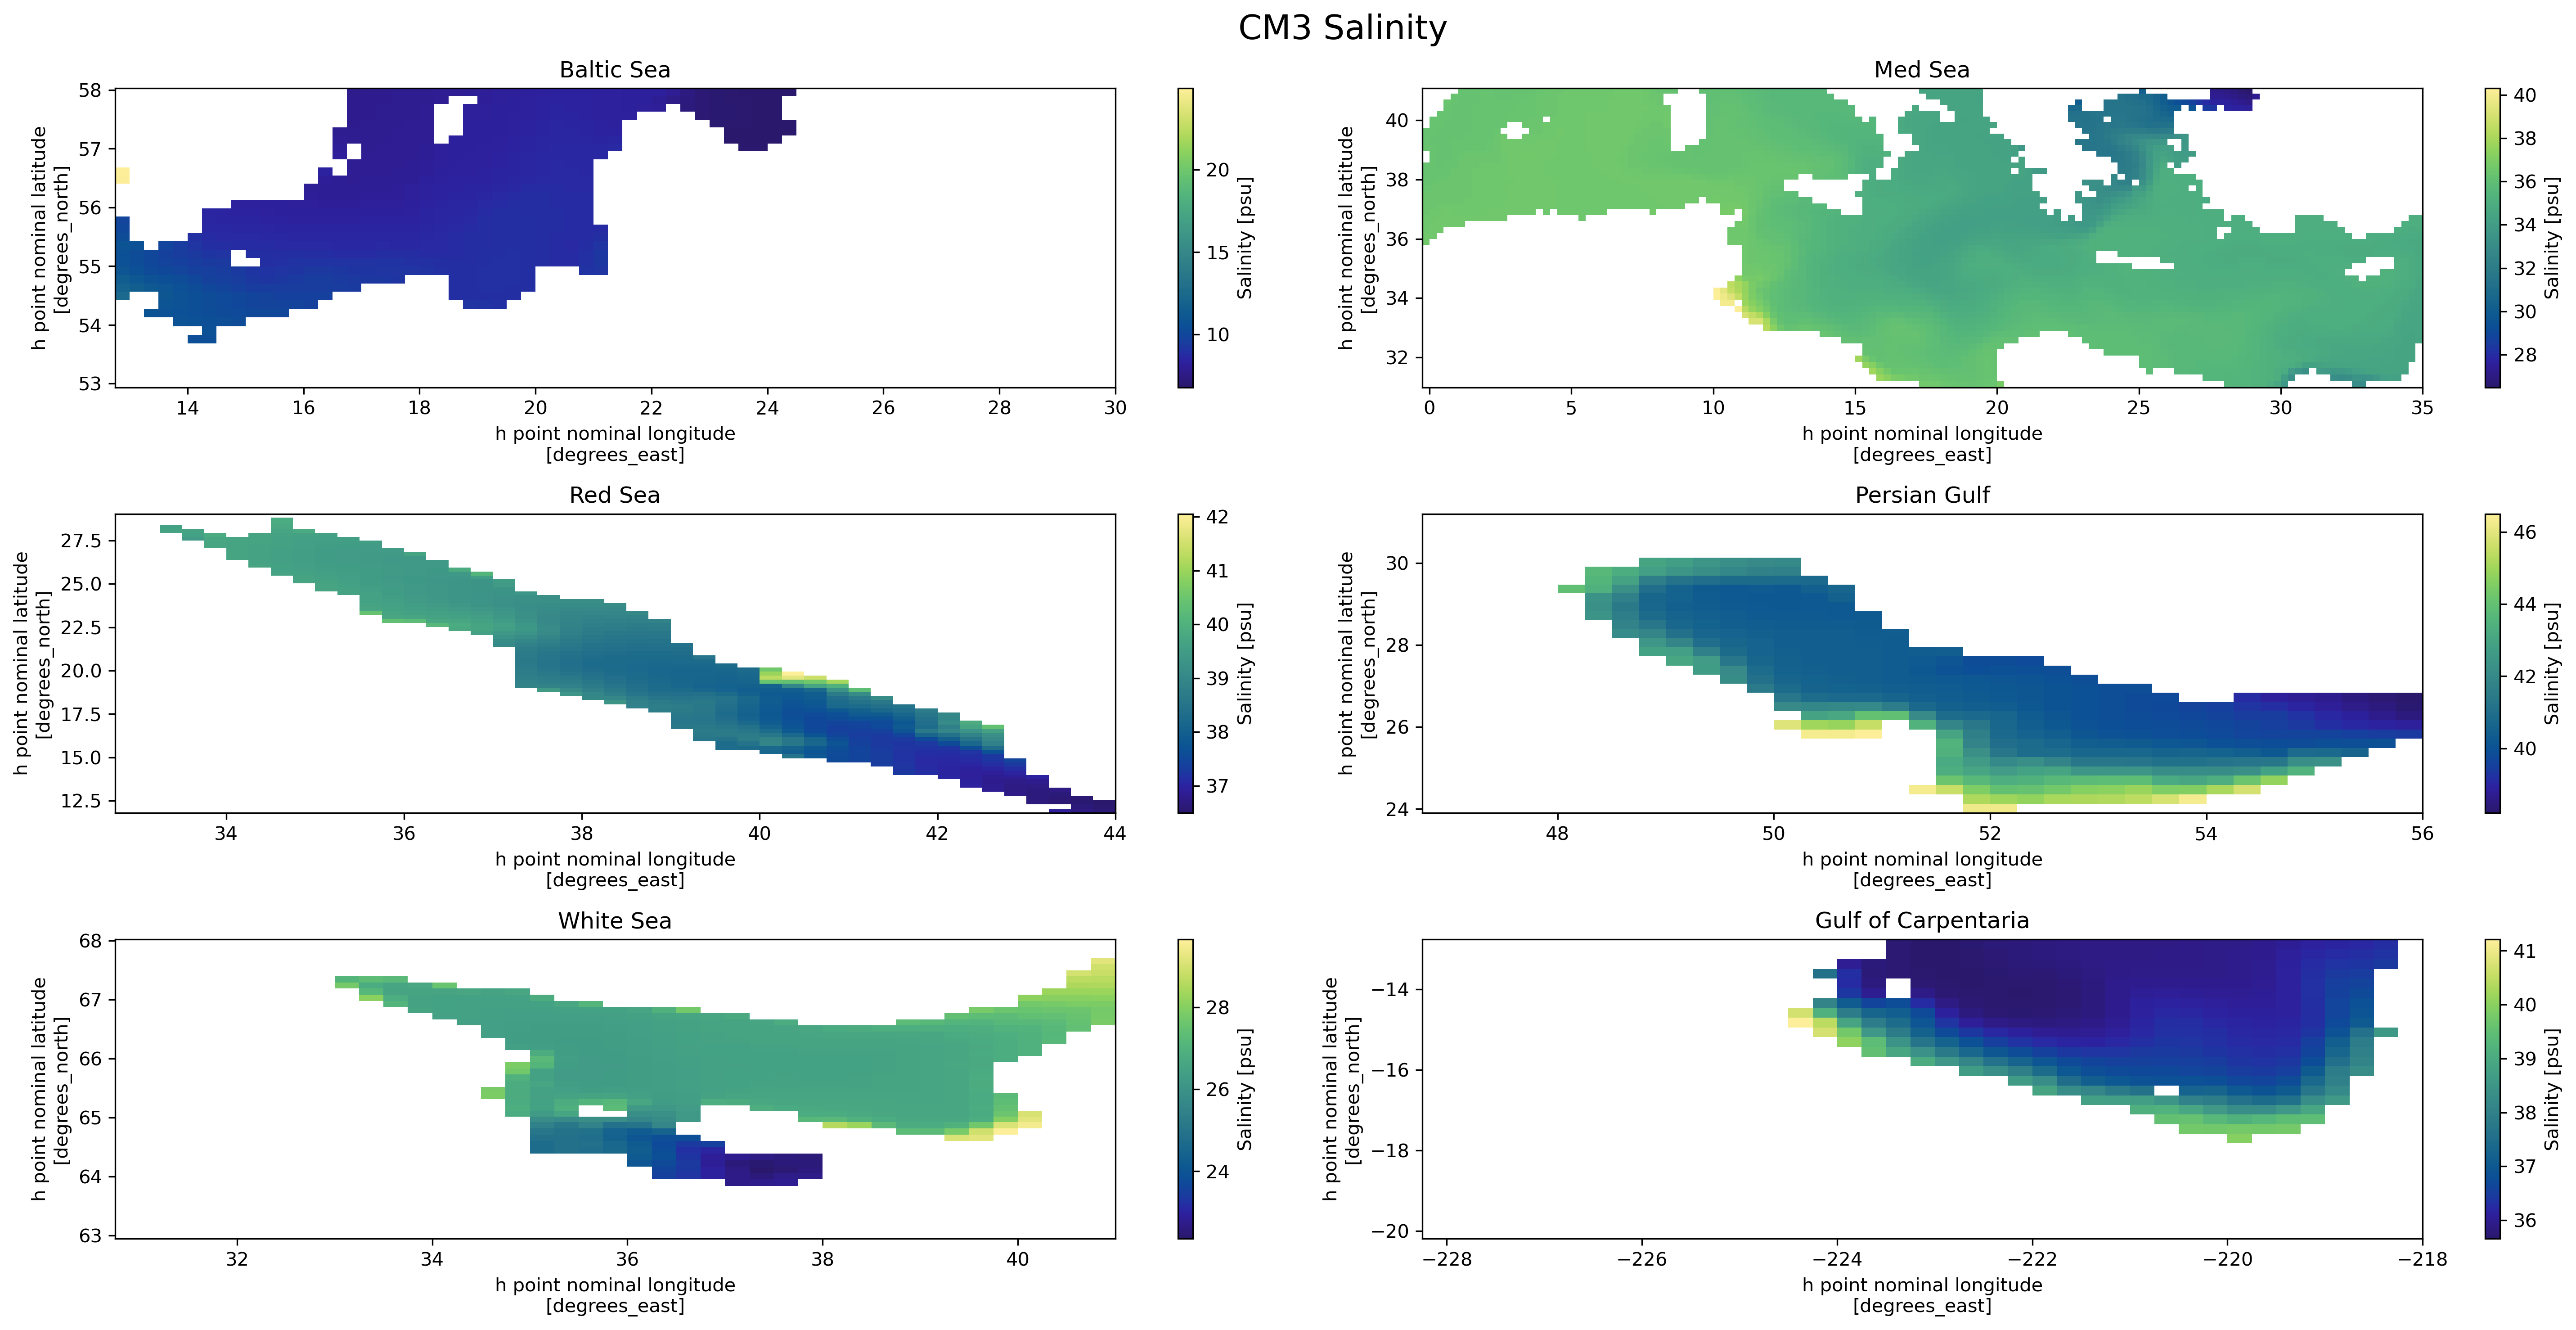 CM3 Salinity
Baltic Sea
58
57
56
55
54
53
h point nominal latitude
[degrees_north]
14 16 18 20 22 24 26 28 30
h point nominal longitude
[degrees_east]
20
15
10
Salinity [psu]
Med Sea
40
38
36
34
32
h point nominal latitude
[degrees_north]
0 5 10 15 20 25 30 35
h point nominal longitude
[degrees_east]
40
38
36
34
32
30
28
Salinity [psu]
Red Sea
27.5
25.0
22.5
20.0
17.5
15.0
12.5
h point nominal latitude
[degrees_north]
34 36 38 40 42 44
h point nominal longitude
[degrees_east]
42
41
40
39
38
37
Salinity [psu]
Persian Gulf
30
28
26
24
h point nominal latitude
[degrees_north]
48 50 52 54 56
h point nominal longitude
[degrees_east]
46
44
42
40
Salinity [psu]
White Sea
68
67
66
65
64
63
h point nominal latitude
[degrees_north]
32 34 36 38 40
h point nominal longitude
[degrees_east]
28
26
24
Salinity [psu]
Gulf of Carpentaria
−14
−16
−18
−20
h point nominal latitude
[degrees_north]
−228 −226 −224 −222 −220 −218
h point nominal longitude
[degrees_east]
41
40
39
38
37
36
Salinity [psu]